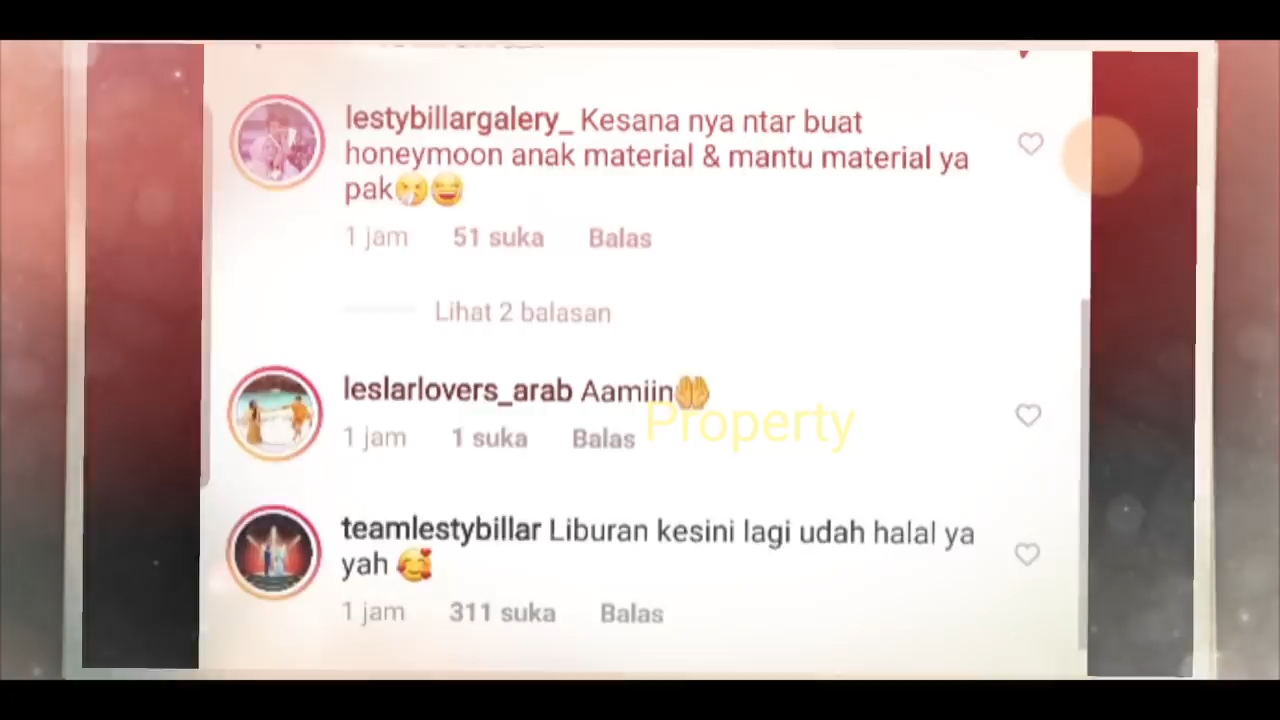 lestybillargalery_ Kesana nya ntar buat
honeymoon anak material & mantu material ya
pak🤧😄
1 jam 51 suka Balas
Lihat 2 balasan
leslarlovers_arab Aamiin🤲
1 jam 1 suka Balas
Property
teamlestybillar Liburan kesini lagi udah halal ya
yah 🥰
1 jam 311 suka Balas